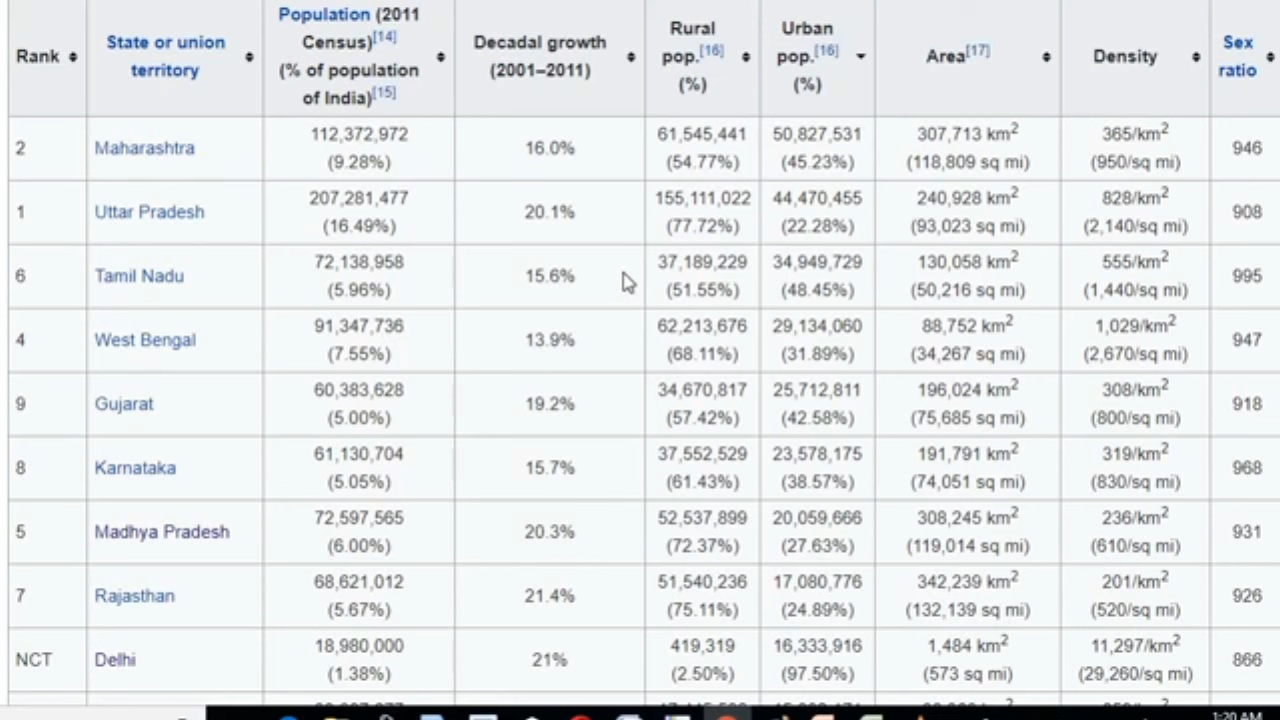 Rank
State or union
territory
Population (2011
Census)[14]
(% of population
of India)[15]
Decadal growth
(2001–2011)
Rural
pop.[16]
(%)
Urban
pop.[16]
(%)
Area[17]
Density
Sex
ratio
2 Maharashtra 112,372,972 16.0% 61,545,441 50,827,531 307,713 km2 365/km2 946
(9.28%) (54.77%) (45.23%) (118,809 sq mi) (950/sq mi)
1 Uttar Pradesh 207,281,477 20.1% 155,111,022 44,470,455 240,928 km2 828/km2 908
(16.49%) (77.72%) (22.28%) (93,023 sq mi) (2,140/sq mi)
6 Tamil Nadu 72,138,958 15.6% 37,189,229 34,949,729 130,058 km2 555/km2 995
(5.96%) (51.55%) (48.45%) (50,216 sq mi) (1,440/sq mi)
4 West Bengal 91,347,736 13.9% 62,213,676 29,134,060 88,752 km2 1,029/km2 947
(7.55%) (68.11%) (31.89%) (34,267 sq mi) (2,670/sq mi)
9 Gujarat 60,383,628 19.2% 34,670,817 25,712,811 196,024 km2 308/km2 918
(5.00%) (57.42%) (42.58%) (75,685 sq mi) (800/sq mi)
8 Karnataka 61,130,704 15.7% 37,552,529 23,578,175 191,791 km2 319/km2 968
(5.05%) (61.43%) (38.57%) (74,051 sq mi) (830/sq mi)
5 Madhya Pradesh 72,597,565 20.3% 52,537,899 20,059,666 308,245 km2 236/km2 931
(6.00%) (72.37%) (27.63%) (119,014 sq mi) (610/sq mi)
7 Rajasthan 68,621,012 21.4% 51,540,236 17,080,776 342,239 km2 201/km2 926
(5.67%) (75.11%) (24.89%) (132,139 sq mi) (520/sq mi)
NCT Delhi 18,980,000 21% 419,319 16,333,916 1,484 km2 11,297/km2 866
(1.38%) (2.50%) (97.50%) (573 sq mi) (29,260/sq mi)
1:20 AM